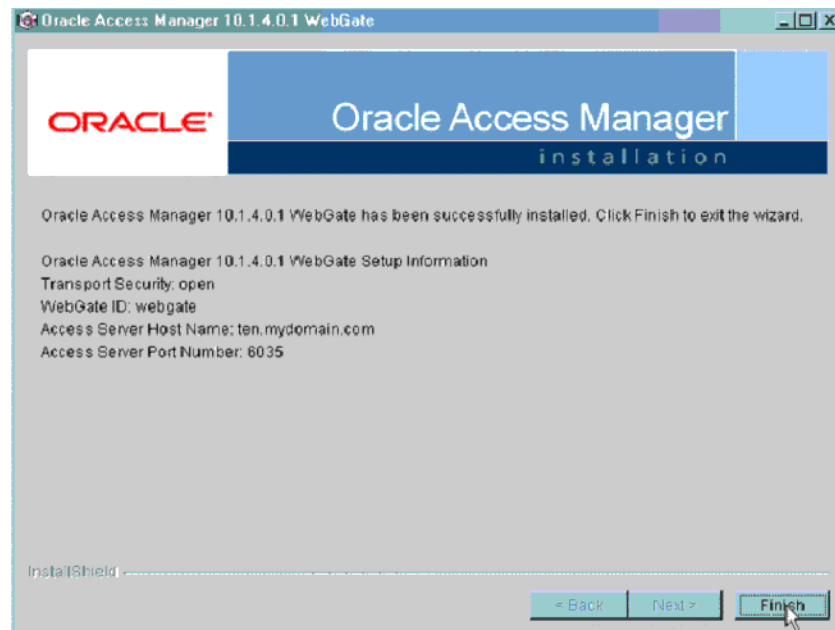 Oracle Access Manager 10.1.4.0.1 WebGate
ORACLE
Oracle Access Manager
installation
Oracle Access Manager 10.1.4.0.1 WebGate has been successfully installed. Click Finish to exit the wizard.
Oracle Access Manager 10.1.4.0.1 WebGate Setup Information
Transport Security: open
WebGate ID: webgate
Access Server Host Name: ten.mydomain.com
Access Server Port Number: 6035
InstallShield
< Back Next > Finish